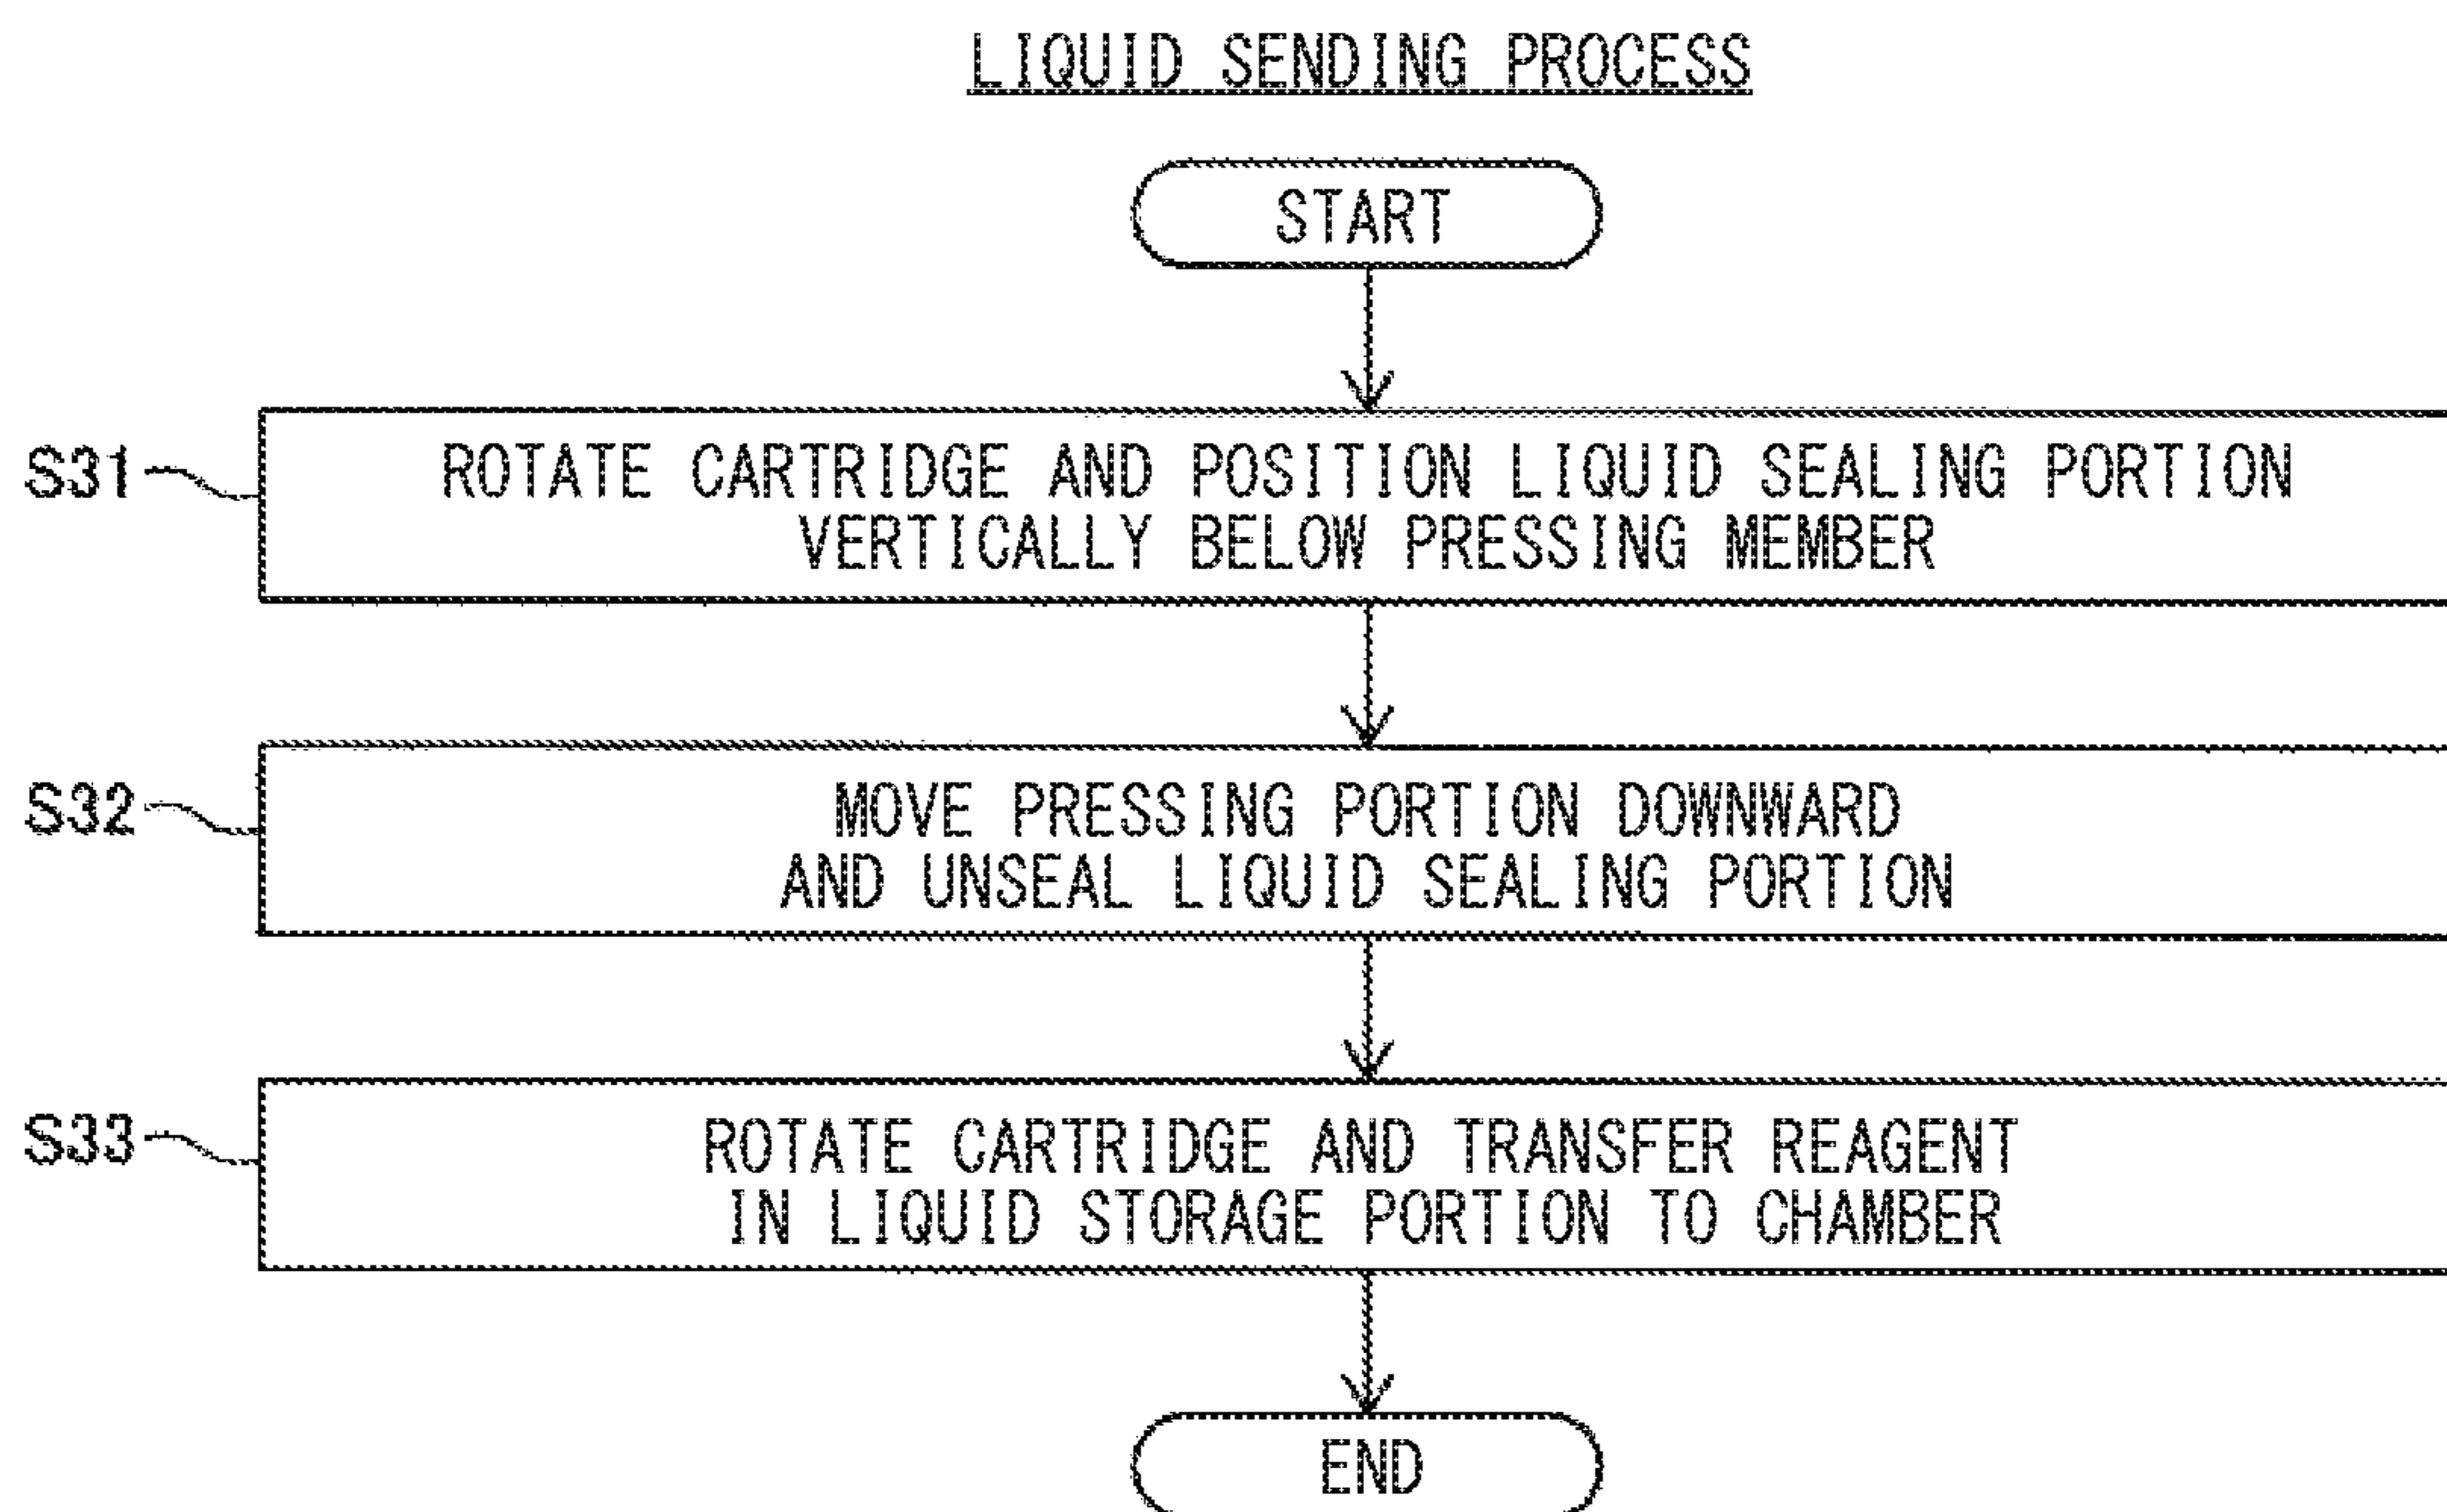 LIQUID SENDING PROCESS
START
S31
ROTATE CARTRIDGE AND POSITION LIQUID SEALING PORTION
VERTICALLY BELOW PRESSING MEMBER
S32
MOVE PRESSING PORTION DOWNWARD
AND UNSEAL LIQUID SEALING PORTION
S33
ROTATE CARTRIDGE AND TRANSFER REAGENT
IN LIQUID STORAGE PORTION TO CHAMBER
END